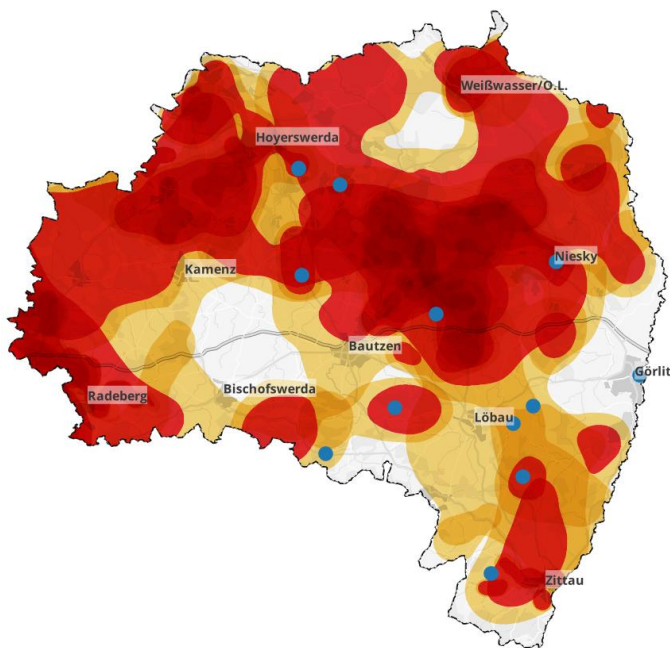 Weißwasser/O.L.
Hoyerswerda
Niesky
Kamenz
Bautzen
Görlit
Bischofswerda
Radeberg
Löbau
Zittau